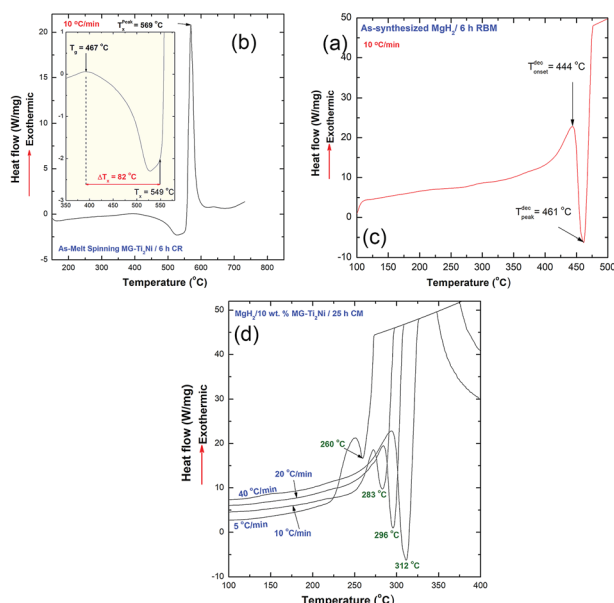 10 °C/min
T_x^Peak = 569 °C
(b)
T_g = 467 °C
ΔT_x = 82 °C
T_x = 549 °C
0
-1
-2
-3
350 400 450 500 550
20
15
10
5
0
-5
Heat flow (W/mg)
Exothermic
As-Melt Spinning MG-Ti₂Ni / 6 h CR
200 300 400 500 600 700 800
Temperature (°C)
(a)
As-synthesized MgH₂/ 6 h RBM
10 °C/min
T_onset^dec = 444 °C
T_peak^dec = 461 °C
(c)
50
40
30
20
10
0
-10
Heat flow (W/mg)
Exothermic
100 150 200 250 300 350 400 450 500
Temperature (°C)
MgH₂/10 wt. % MG-Ti₂Ni / 25 h CM
(d)
260 °C
20 °C/min
40 °C/min
283 °C
5 °C/min
10 °C/min
296 °C
312 °C
50
40
30
20
10
0
-10
Heat flow (W/mg)
Exothermic
100 150 200 250 300 350 400
Temperature (°C)